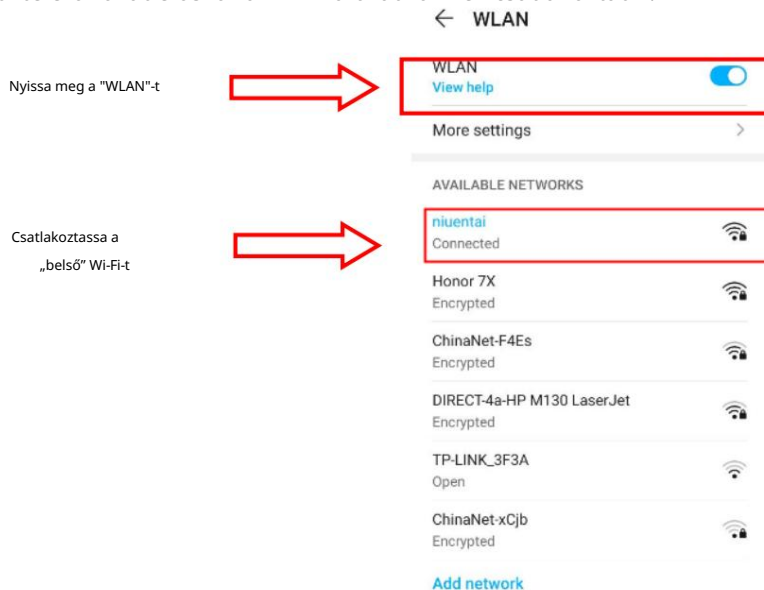 WLAN
Nyissa meg a "WLAN"-t
WLAN
View help
More settings
AVAILABLE NETWORKS
Csatlakoztassa a
„belső” Wi-Fi-t
niuentai
Connected
Honor 7X
Encrypted
ChinaNet-F4Es
Encrypted
DIRECT-4a-HP M130 LaserJet
Encrypted
TP-LINK_3F3A
Open
ChinaNet-xCjb
Encrypted
Add network